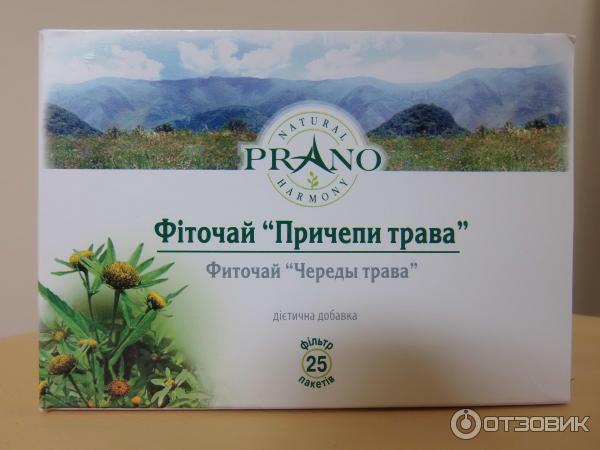 NATURAL
PRANO
HARMONY
Фіточай “Причепи трава”
Фиточай “Череды трава”
дієтична добавка
фільтр
25
пакетів
ОТЗОВИК